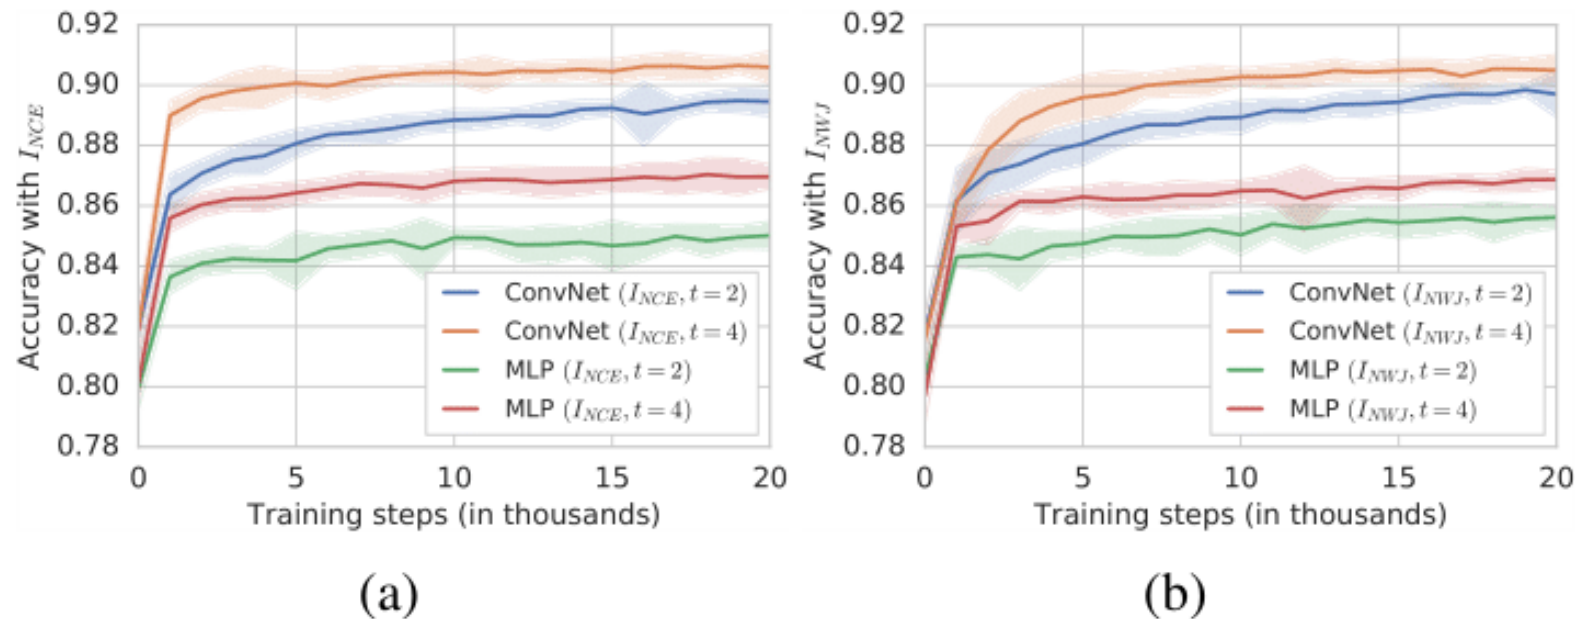 0.92
0.90
0.88
0.86
0.84
0.82
0.80
0.78
Accuracy with I_NCE
ConvNet (I_NCE, t = 2)
ConvNet (I_NCE, t = 4)
MLP (I_NCE, t = 2)
MLP (I_NCE, t = 4)
0 5 10 15 20
Training steps (in thousands)
(a)
0.92
0.90
0.88
0.86
0.84
0.82
0.80
0.78
Accuracy with I_NWJ
ConvNet (I_NWJ, t = 2)
ConvNet (I_NWJ, t = 4)
MLP (I_NWJ, t = 2)
MLP (I_NWJ, t = 4)
0 5 10 15 20
Training steps (in thousands)
(b)